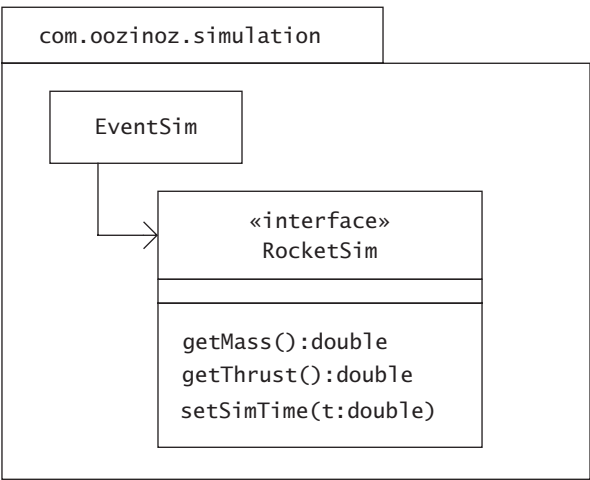 com.oozinoz.simulation
EventSim
«interface»
RocketSim
getMass():double
getThrust():double
setSimTime(t:double)